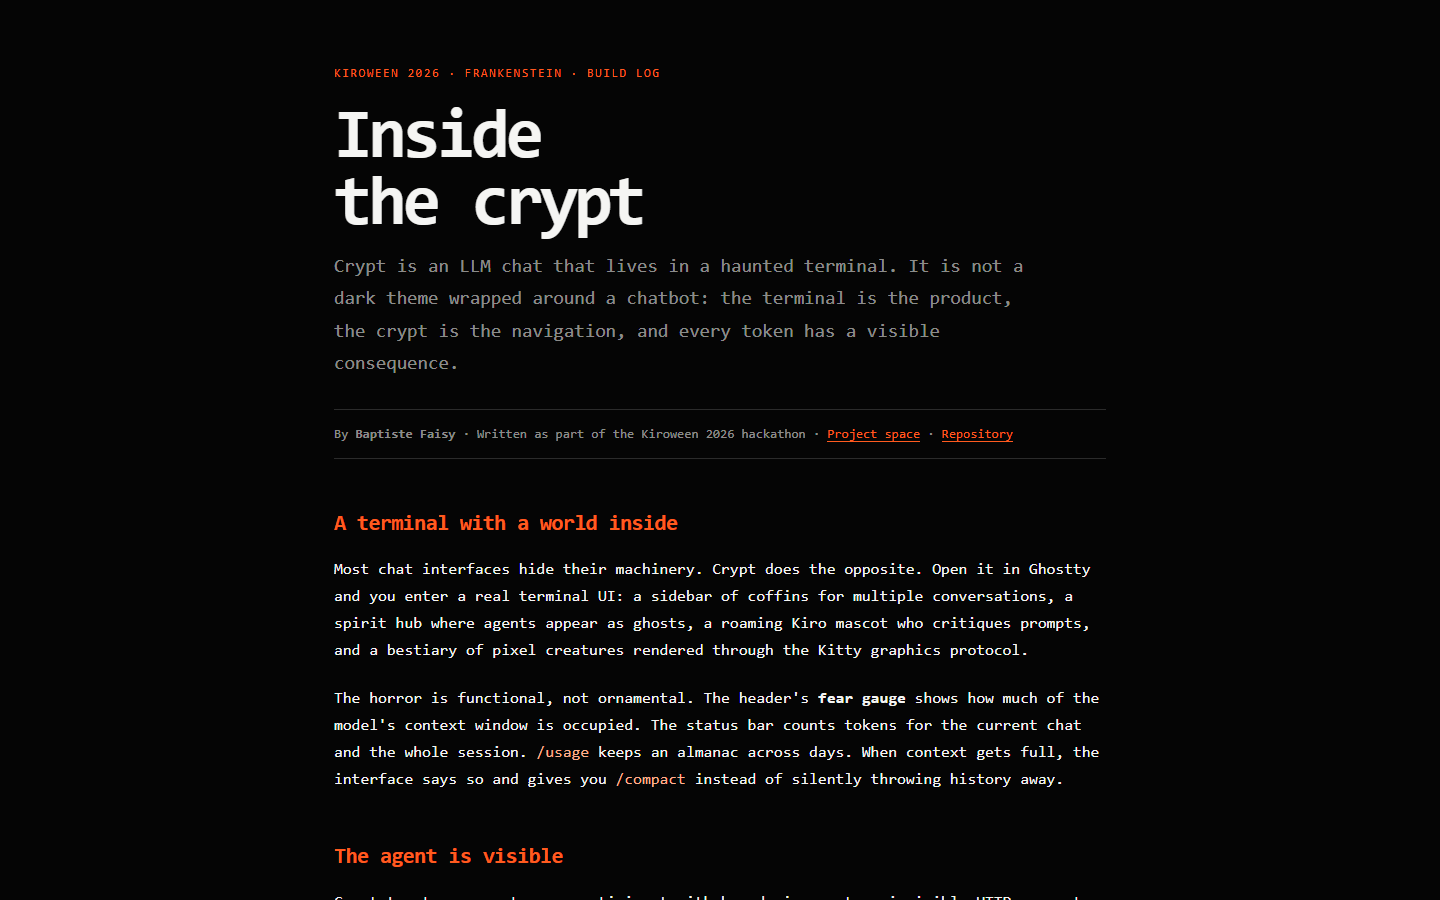 KIROWEEN 2026 · FRANKENSTEIN · BUILD LOG
Inside
the crypt
Crypt is an LLM chat that lives in a haunted terminal. It is not a
dark theme wrapped around a chatbot: the terminal is the product,
the crypt is the navigation, and every token has a visible
consequence.
By Baptiste Faisy · Written as part of the Kiroween 2026 hackathon · Project space · Repository
A terminal with a world inside
Most chat interfaces hide their machinery. Crypt does the opposite. Open it in Ghostty
and you enter a real terminal UI: a sidebar of coffins for multiple conversations, a
spirit hub where agents appear as ghosts, a roaming Kiro mascot who critiques prompts,
and a bestiary of pixel creatures rendered through the Kitty graphics protocol.
The horror is functional, not ornamental. The header's fear gauge shows how much of the
model's context window is occupied. The status bar counts tokens for the current chat
and the whole session. /usage keeps an almanac across days. When context gets full, the
interface says so and gives you /compact instead of silently throwing history away.
The agent is visible